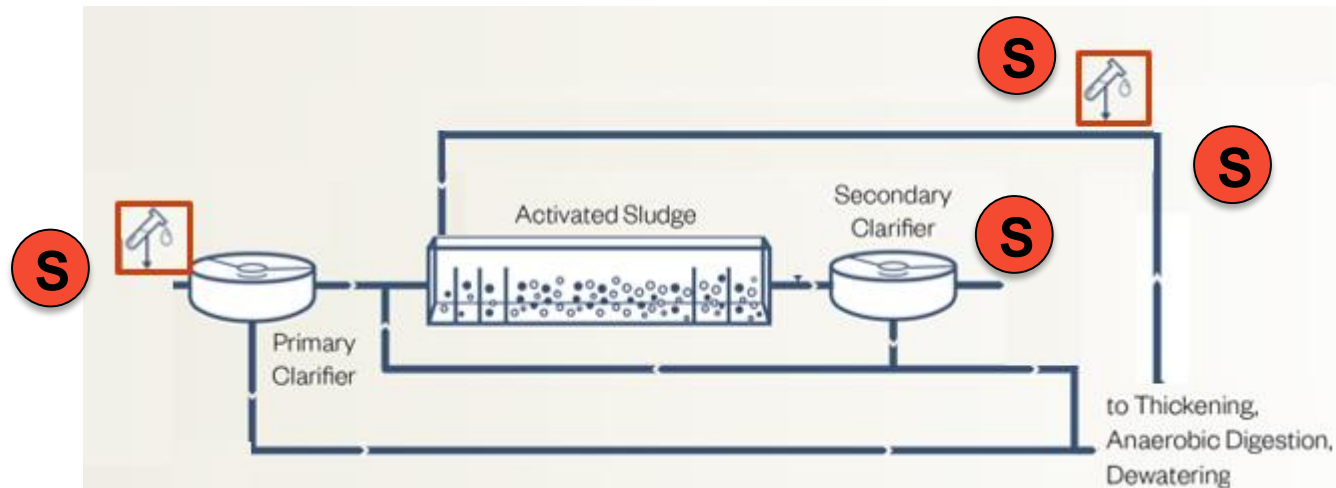 S
S
Secondary
Clarifier
Activated Sludge
S
S
Primary
Clarifier
to Thickening,
Anaerobic Digestion,
Dewatering